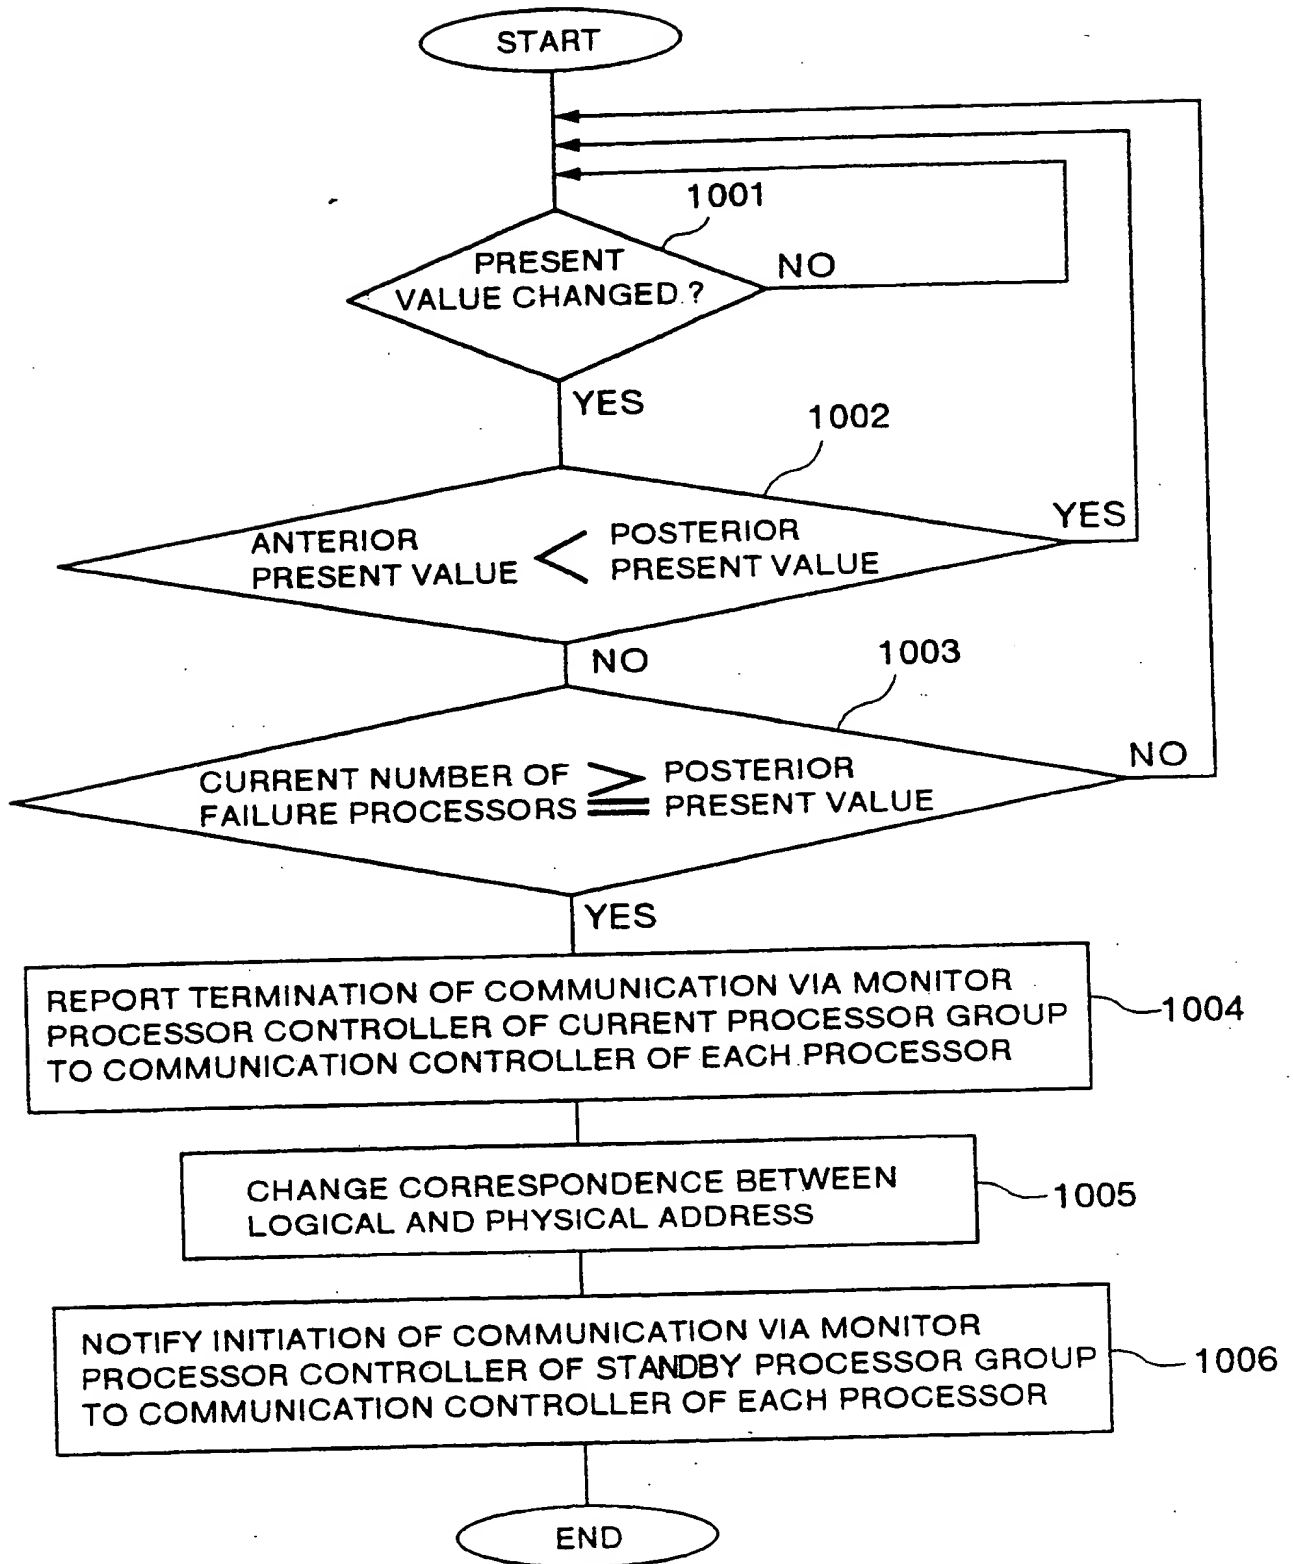 START
1001
PRESENT
VALUE CHANGED ?
NO
YES
1002
ANTERIOR
PRESENT VALUE
<
POSTERIOR
PRESENT VALUE
YES
NO
1003
CURRENT NUMBER OF
FAILURE PROCESSORS
≧
POSTERIOR
PRESENT VALUE
NO
YES
REPORT TERMINATION OF COMMUNICATION VIA MONITOR
PROCESSOR CONTROLLER OF CURRENT PROCESSOR GROUP
TO COMMUNICATION CONTROLLER OF EACH PROCESSOR
1004
CHANGE CORRESPONDENCE BETWEEN
LOGICAL AND PHYSICAL ADDRESS
1005
NOTIFY INITIATION OF COMMUNICATION VIA MONITOR
PROCESSOR CONTROLLER OF STANDBY PROCESSOR GROUP
TO COMMUNICATION CONTROLLER OF EACH PROCESSOR
1006
END